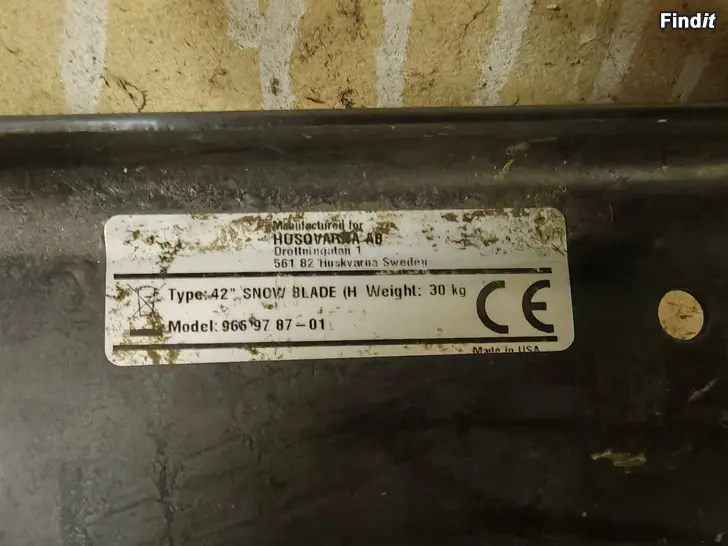 Findit
Manufactured for
HUSQVARNA AB
Drottninggatan 1
561 82 Huskvarna Sweden
Type: 42" SNOW BLADE (H Weight: 30 kg
CE
Model: 966 97 87-01
Made in USA